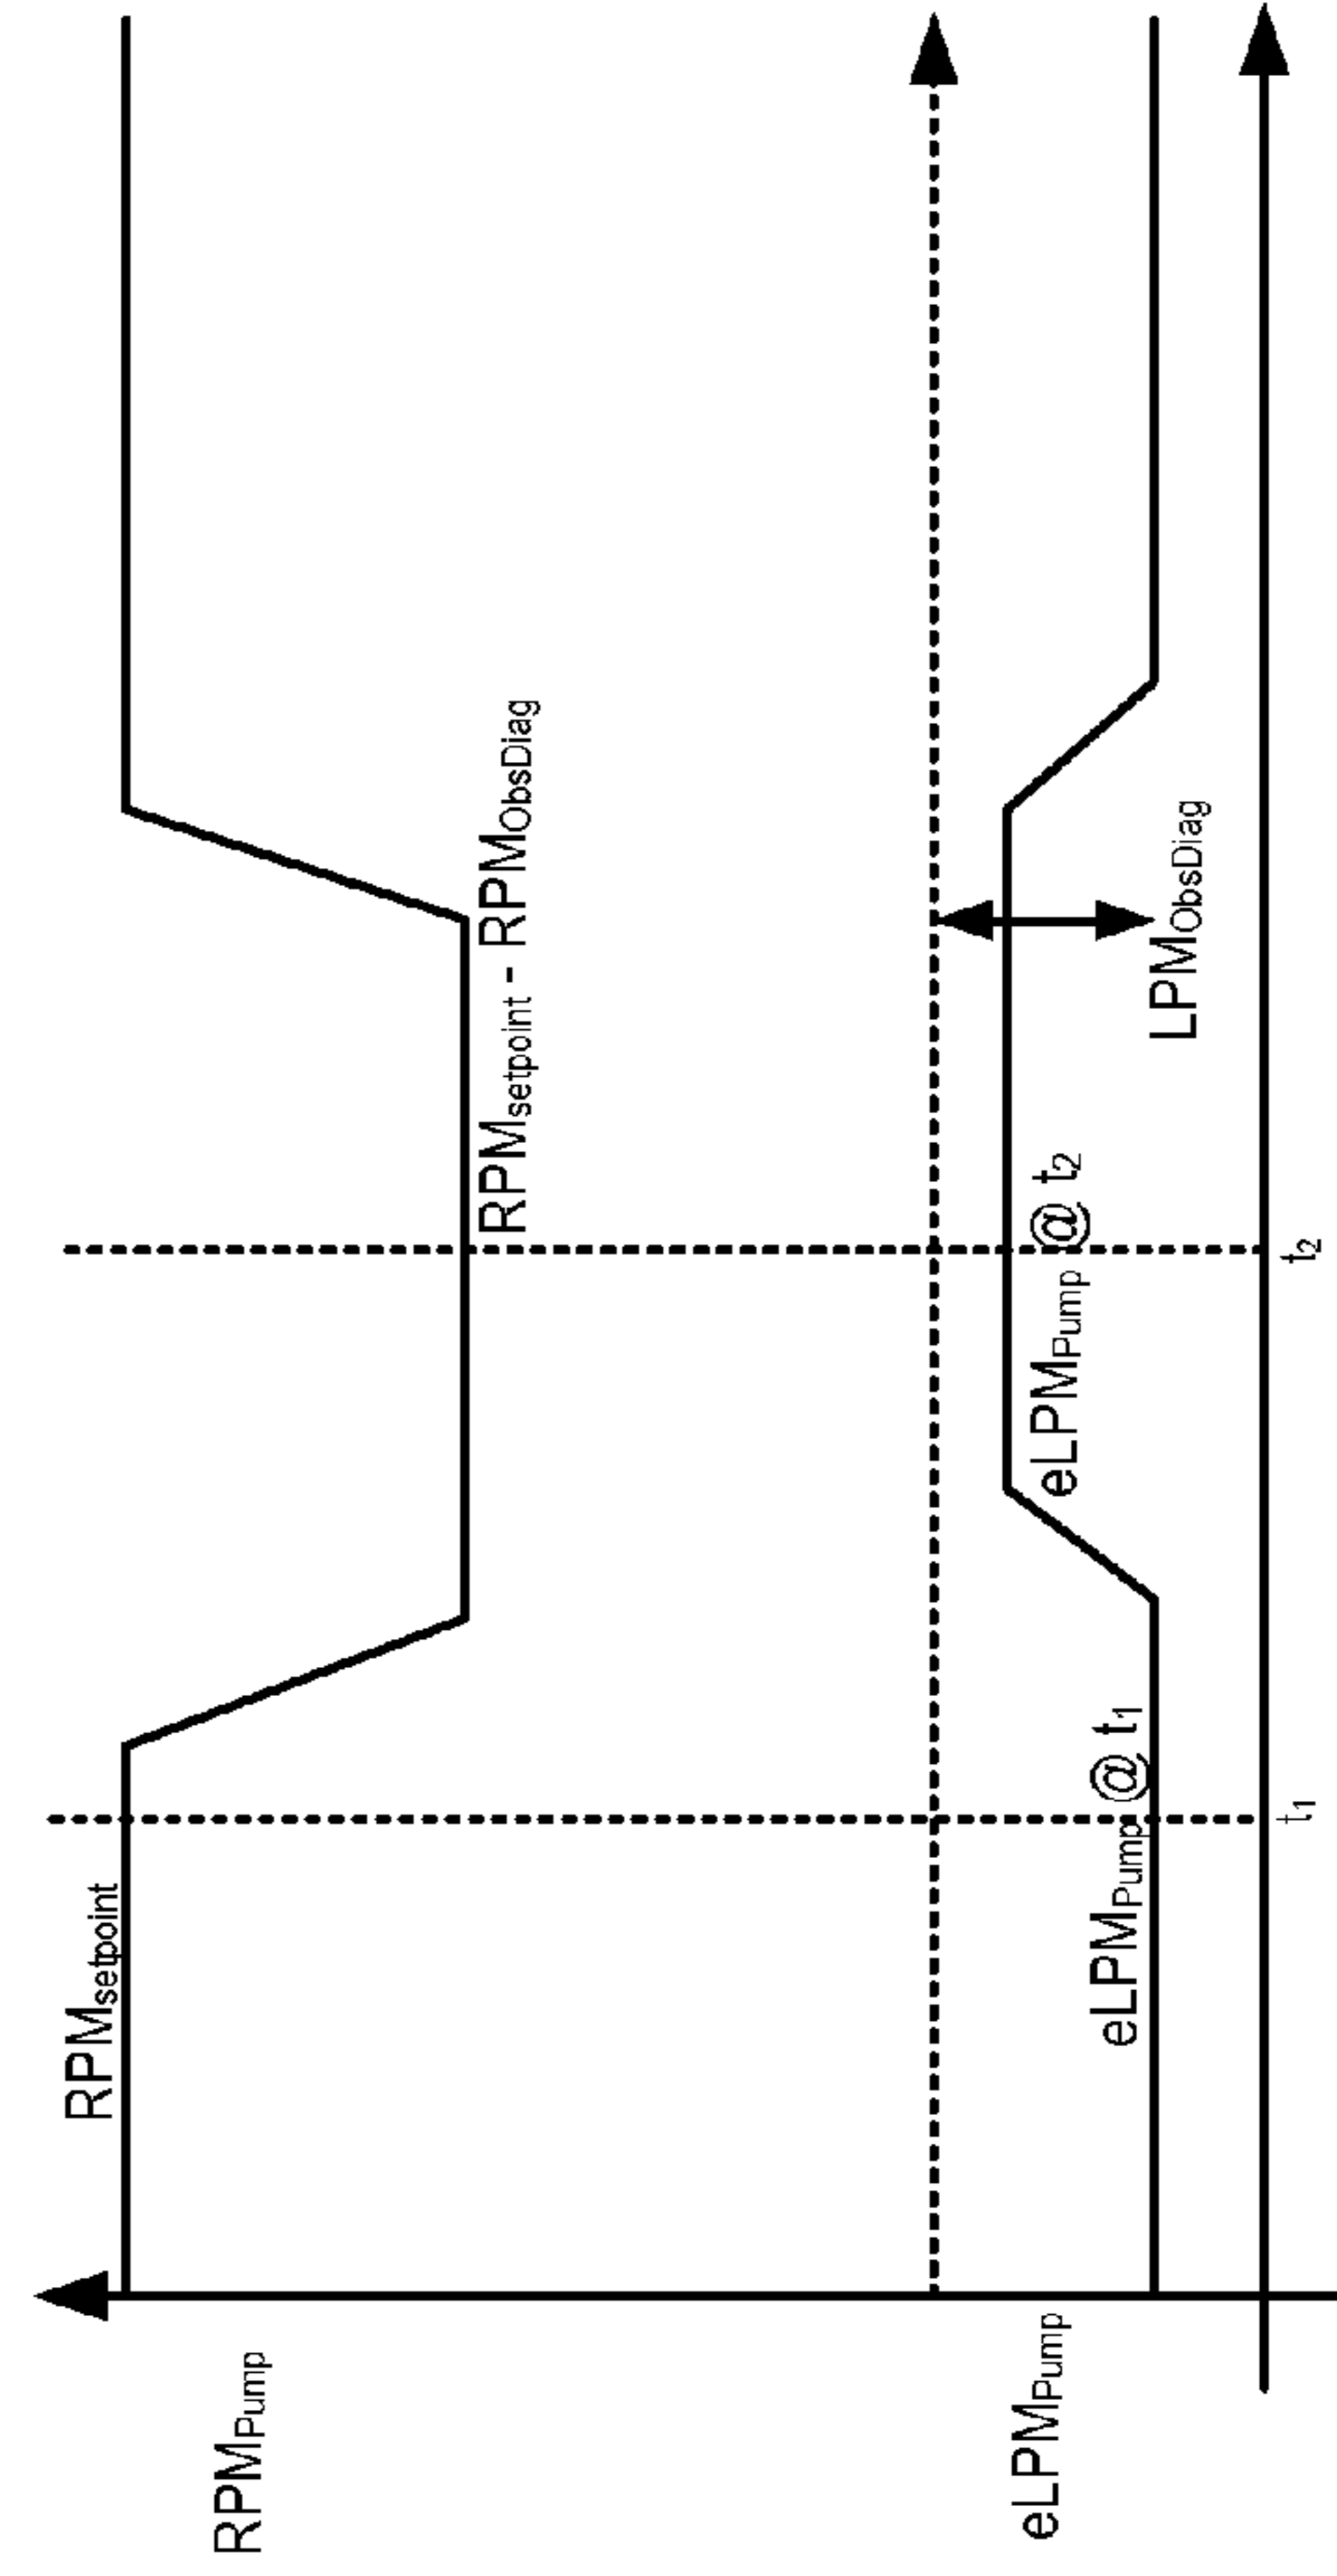 RPMPump
RPMsetpoint
RPMsetpoint - RPMObsDiag
eLPMPump
eLPMPump @ t1
eLPMPump @ t2
LPMObsDiag
t1
t2